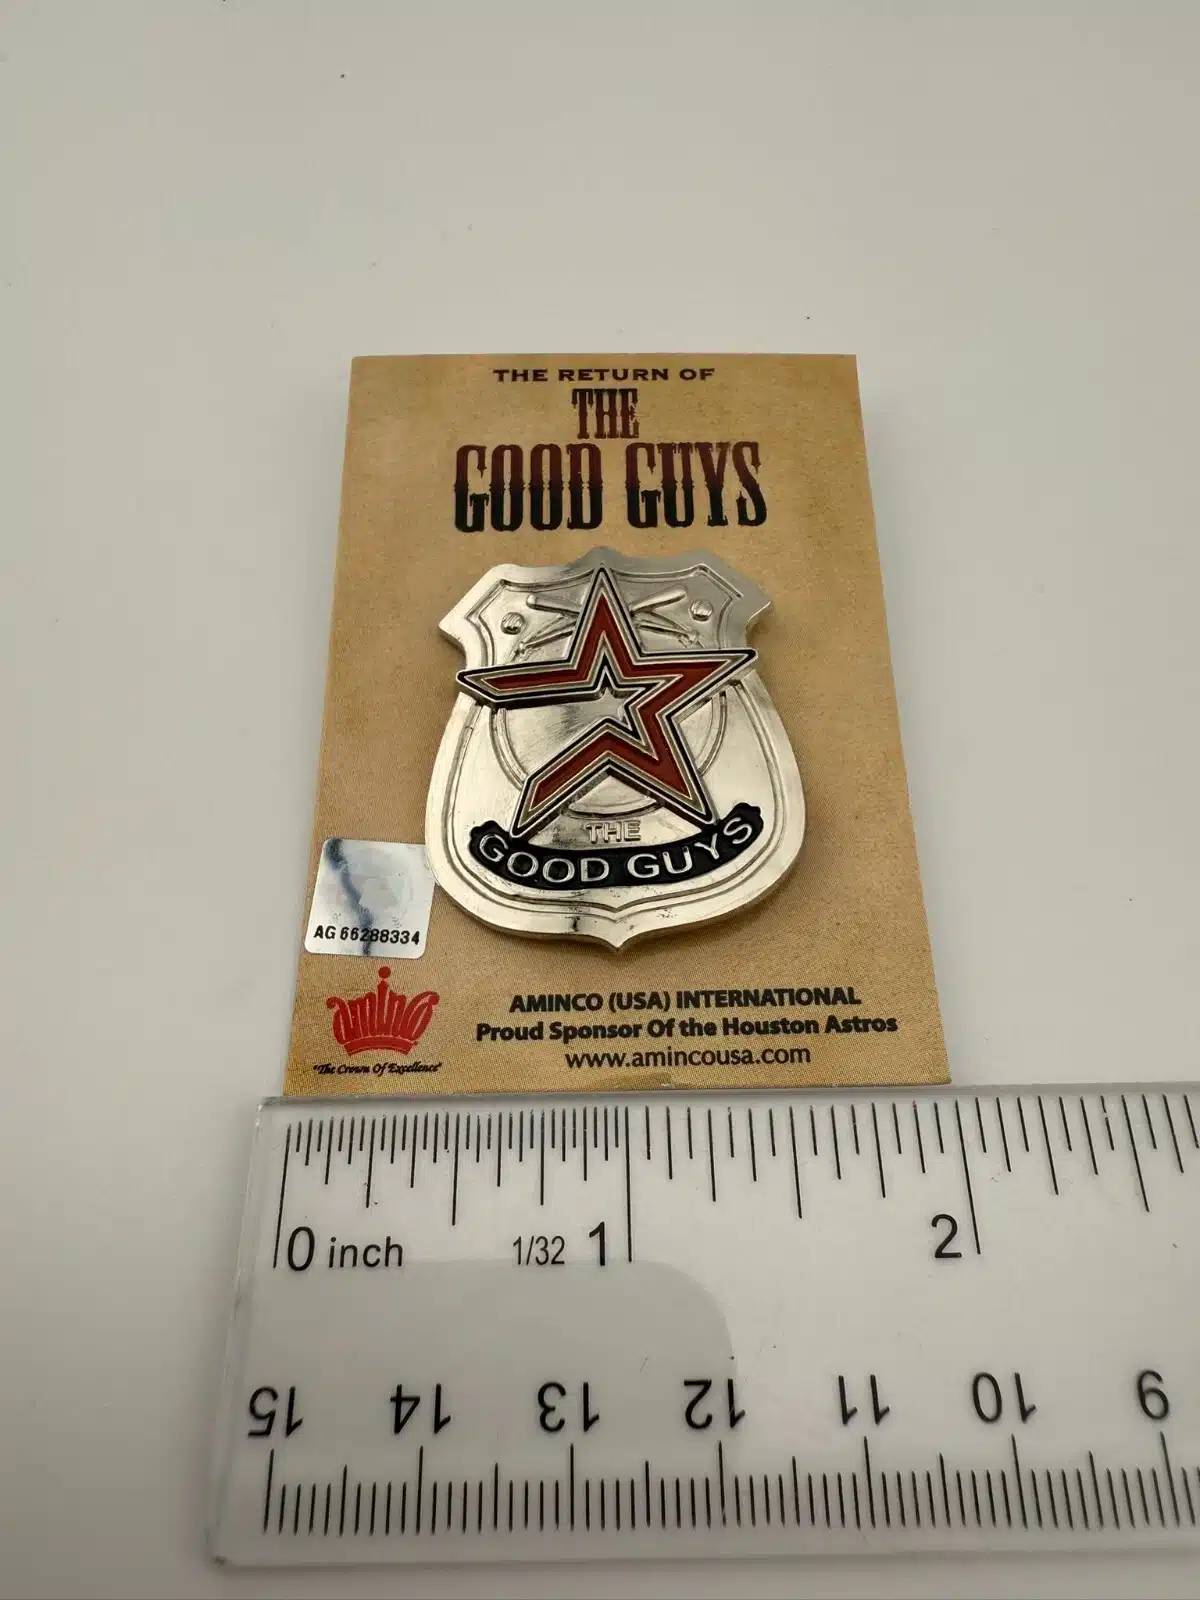 THE RETURN OF
THE
GOOD GUYS
THE
GOOD GUYS
AG 66288334
amino
"The Crown Of Excellence"
AMINCO (USA) INTERNATIONAL
Proud Sponsor Of the Houston Astros
www.amincousa.com
0 inch 1/32 1 2
15 14 13 12 11 10 9